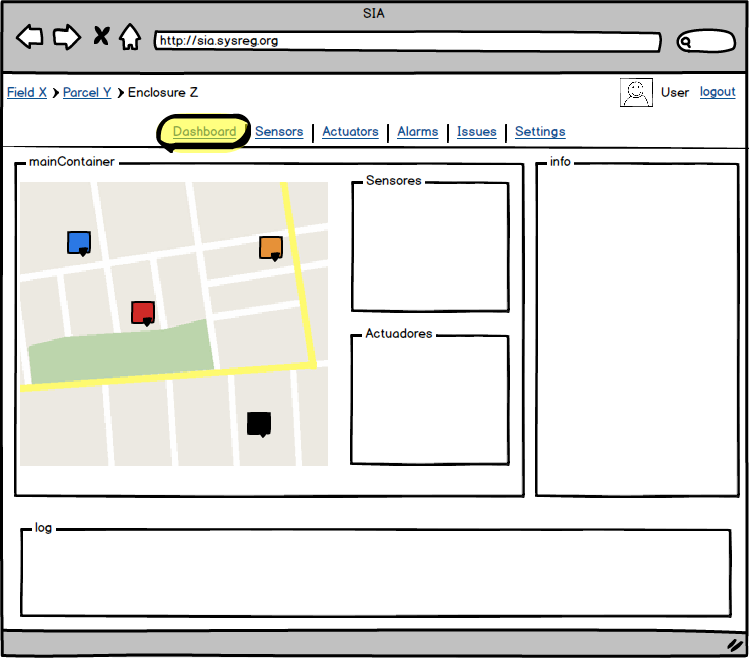 SIA
http://sia.sysreg.org
Field X Parcel Y Enclosure Z User logout
Dashboard Sensors Actuators Alarms Issues Settings
mainContainer info
Sensores
Actuadores
log